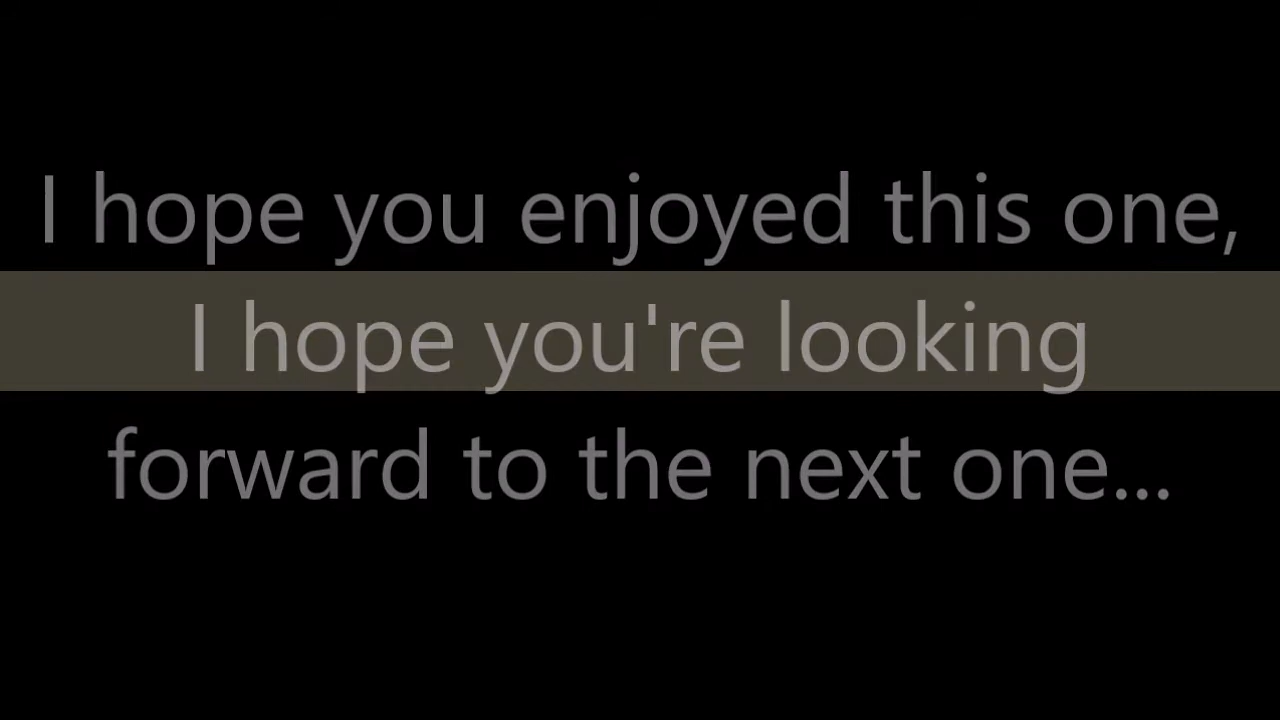 I hope you enjoyed this one,
I hope you're looking
forward to the next one...